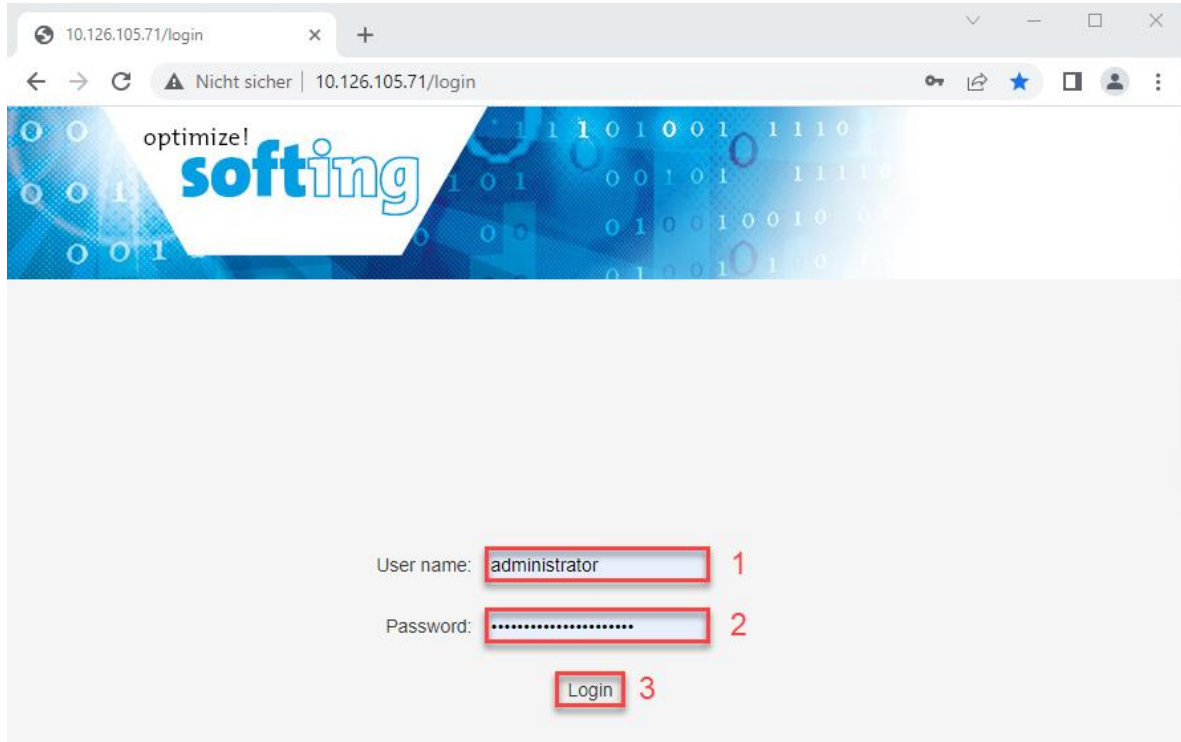 10.126.105.71/login
Nicht sicher | 10.126.105.71/login
optimize!
softing
User name: administrator 1
Password: •••••••••••••••••••••• 2
Login 3